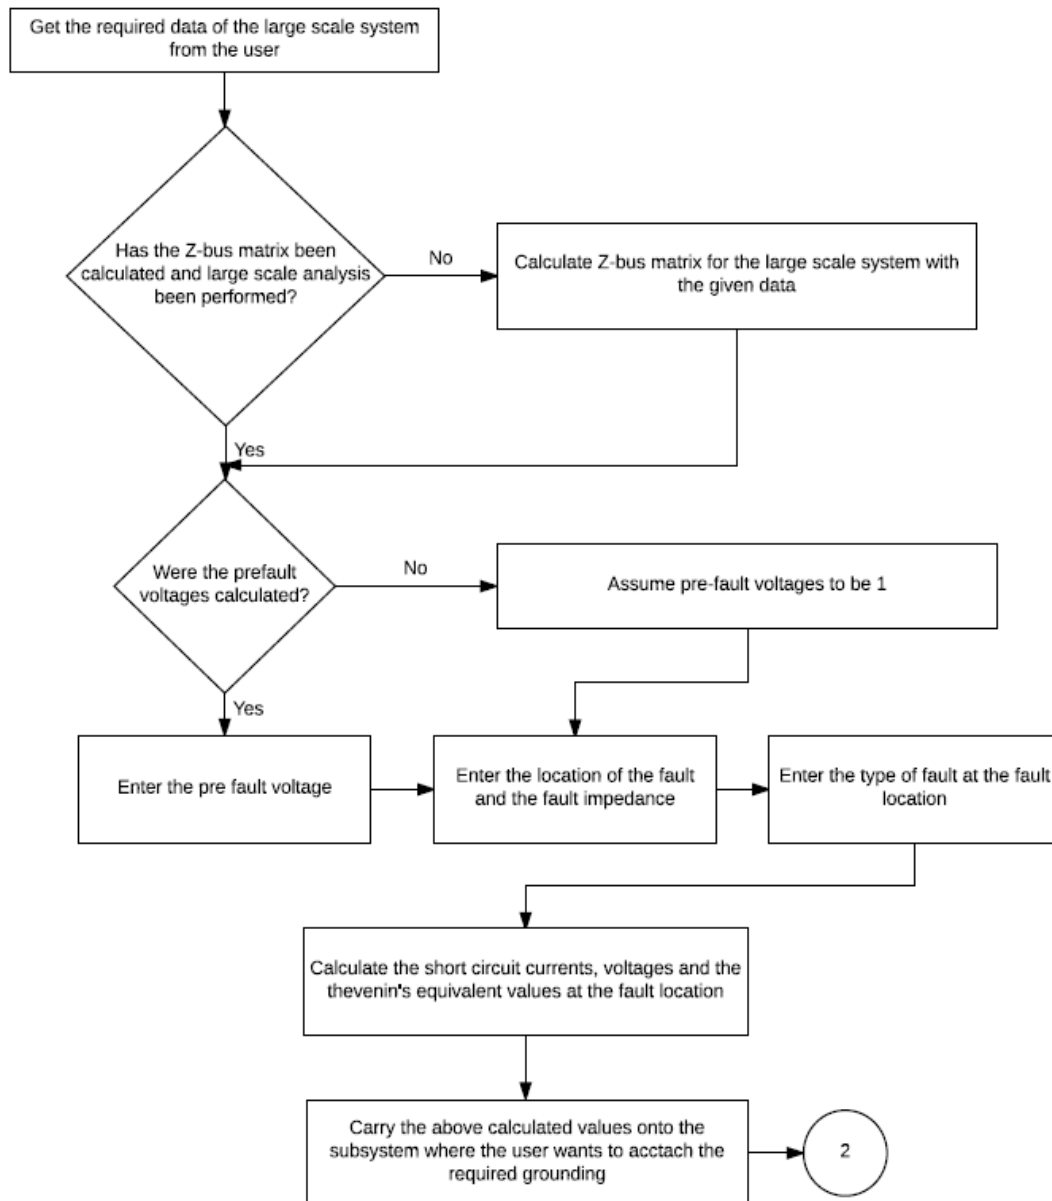 Get the required data of the large scale system
from the user
Has the Z-bus matrix been
calculated and large scale analysis
been performed?
No
Calculate Z-bus matrix for the large scale system with
the given data
Yes
Were the prefault
voltages calculated?
No
Assume pre-fault voltages to be 1
Yes
Enter the pre fault voltage
Enter the location of the fault
and the fault impedance
Enter the type of fault at the fault
location
Calculate the short circuit currents, voltages and the
thevenin's equivalent values at the fault location
Carry the above calculated values onto the
subsystem where the user wants to acctach the
required grounding
2